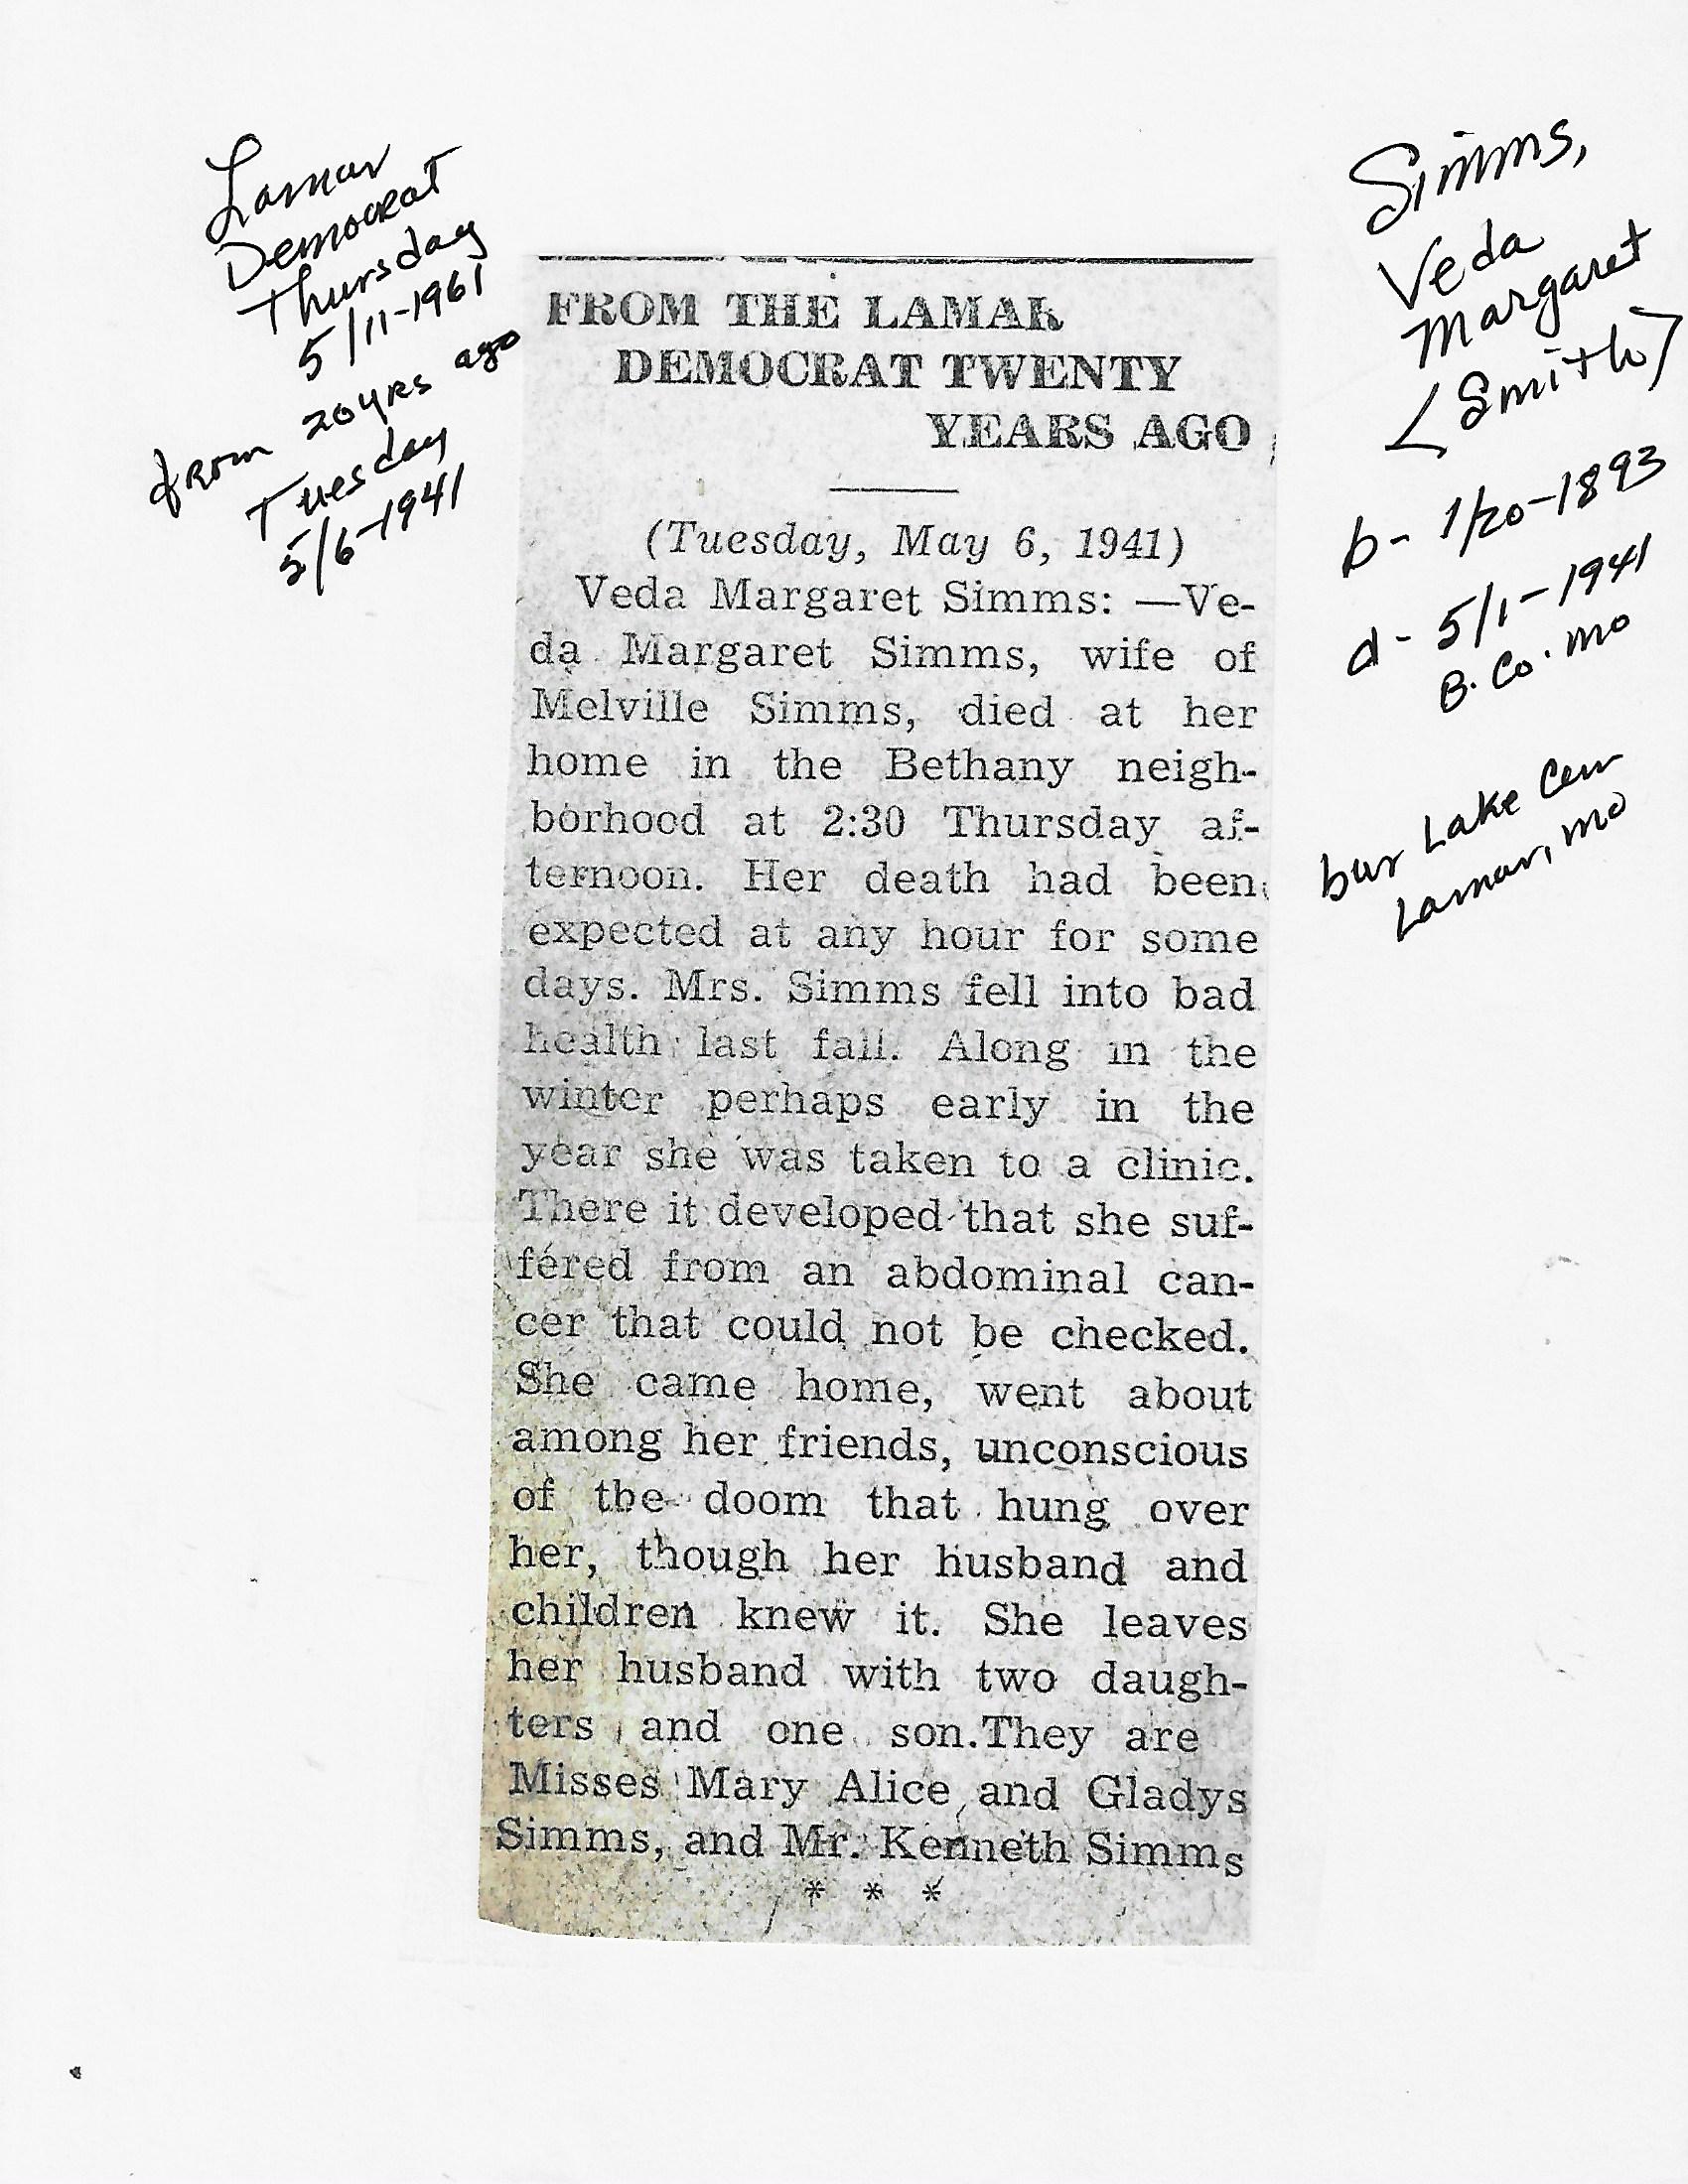 Lamar
Democrat
Thursday
5/11-1961
from 20 yrs ago
Tuesday
5/6-1941
Simms,
Veda
Margaret
<Smith>
b- 1/20-1893
d- 5/1-1941
B. Co. Mo
bur Lake Cem
Lamar, Mo
FROM THE LAMAR
DEMOCRAT TWENTY
YEARS AGO
(Tuesday, May 6, 1941)
Veda Margaret Simms: —Ve-
da Margaret Simms, wife of
Melville Simms, died at her
home in the Bethany neigh-
borhood at 2:30 Thursday af-
ternoon. Her death had been
expected at any hour for some
days. Mrs. Simms fell into bad
health last fall. Along in the
winter perhaps early in the
year she was taken to a clinic.
There it developed that she suf-
fered from an abdominal can-
cer that could not be checked.
She came home, went about
among her friends, unconscious
of the doom that hung over
her, though her husband and
children knew it. She leaves
her husband with two daugh-
ters and one son.They are
Misses Mary Alice and Gladys
Simms, and Mr. Kenneth Simms
* * *